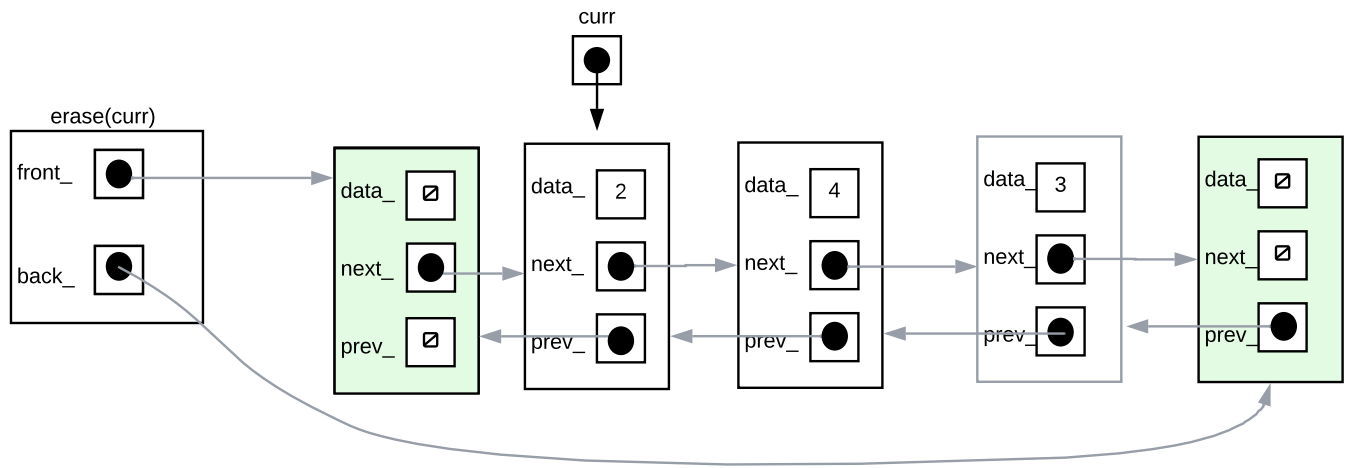 curr
erase(curr)
front_
back_
data_
next_
prev_
data_ 2
next_
prev_
data_ 4
next_
prev_
data_ 3
next_
prev_
data_
next_
prev_